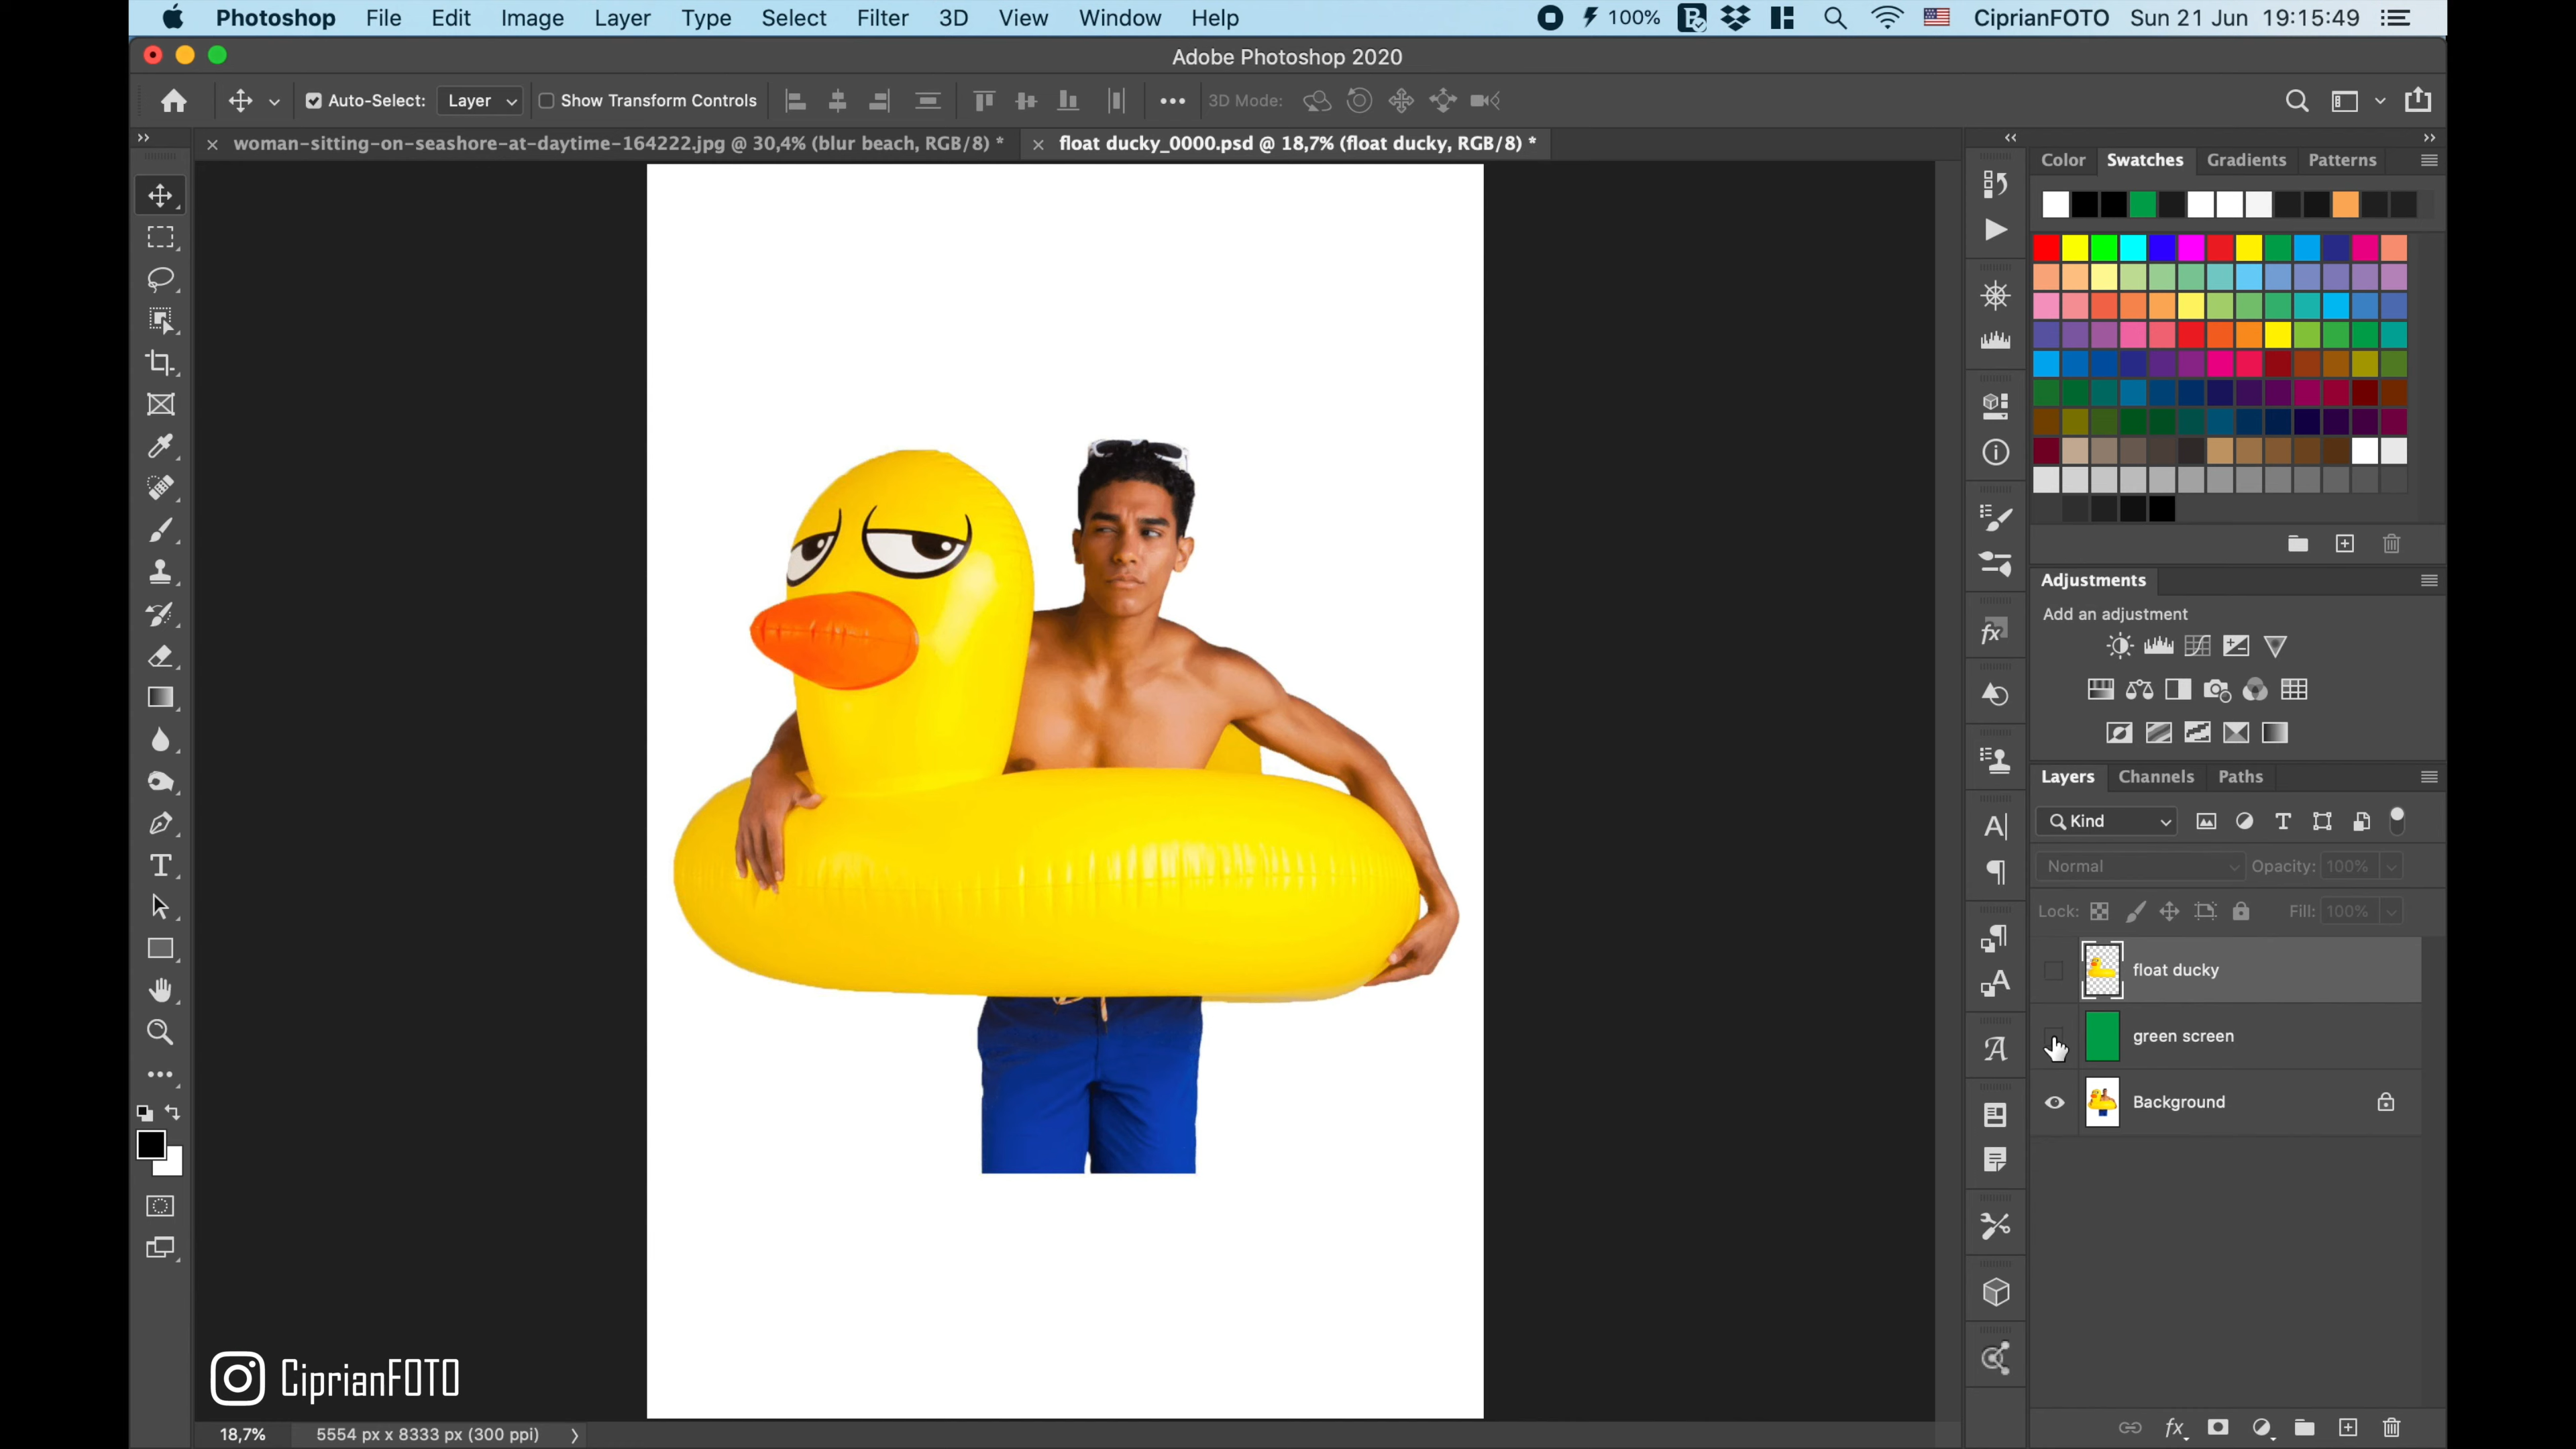 Photoshop File Edit Image Layer Type Select Filter 3D View Window Help 100% CiprianFOTO Sun 21 Jun 19:15:49
Adobe Photoshop 2020
Auto-Select: Layer Show Transform Controls 3D Mode:
woman-sitting-on-seashore-at-daytime-164222.jpg @ 30,4% (blur beach, RGB/8) * float ducky_0000.psd @ 18,7% (float ducky, RGB/8) *
Color Swatches Gradients Patterns
Adjustments
Add an adjustment
Layers Channels Paths
Kind
Normal Opacity: 100%
Lock: Fill: 100%
float ducky
green screen
Background
CiprianFOTO
18,7% 5554 px x 8333 px (300 ppi)